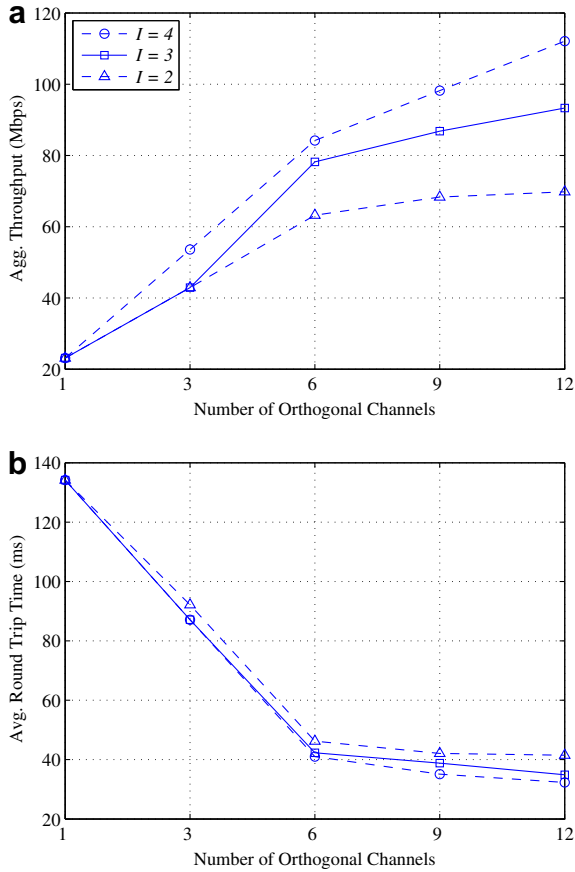 a
120
100
80
60
40
20
Agg. Throughput (Mbps)
I = 4
I = 3
I = 2
1 3 6 9 12
Number of Orthogonal Channels
b
140
120
100
80
60
40
20
Avg. Round Trip Time (ms)
1 3 6 9 12
Number of Orthogonal Channels